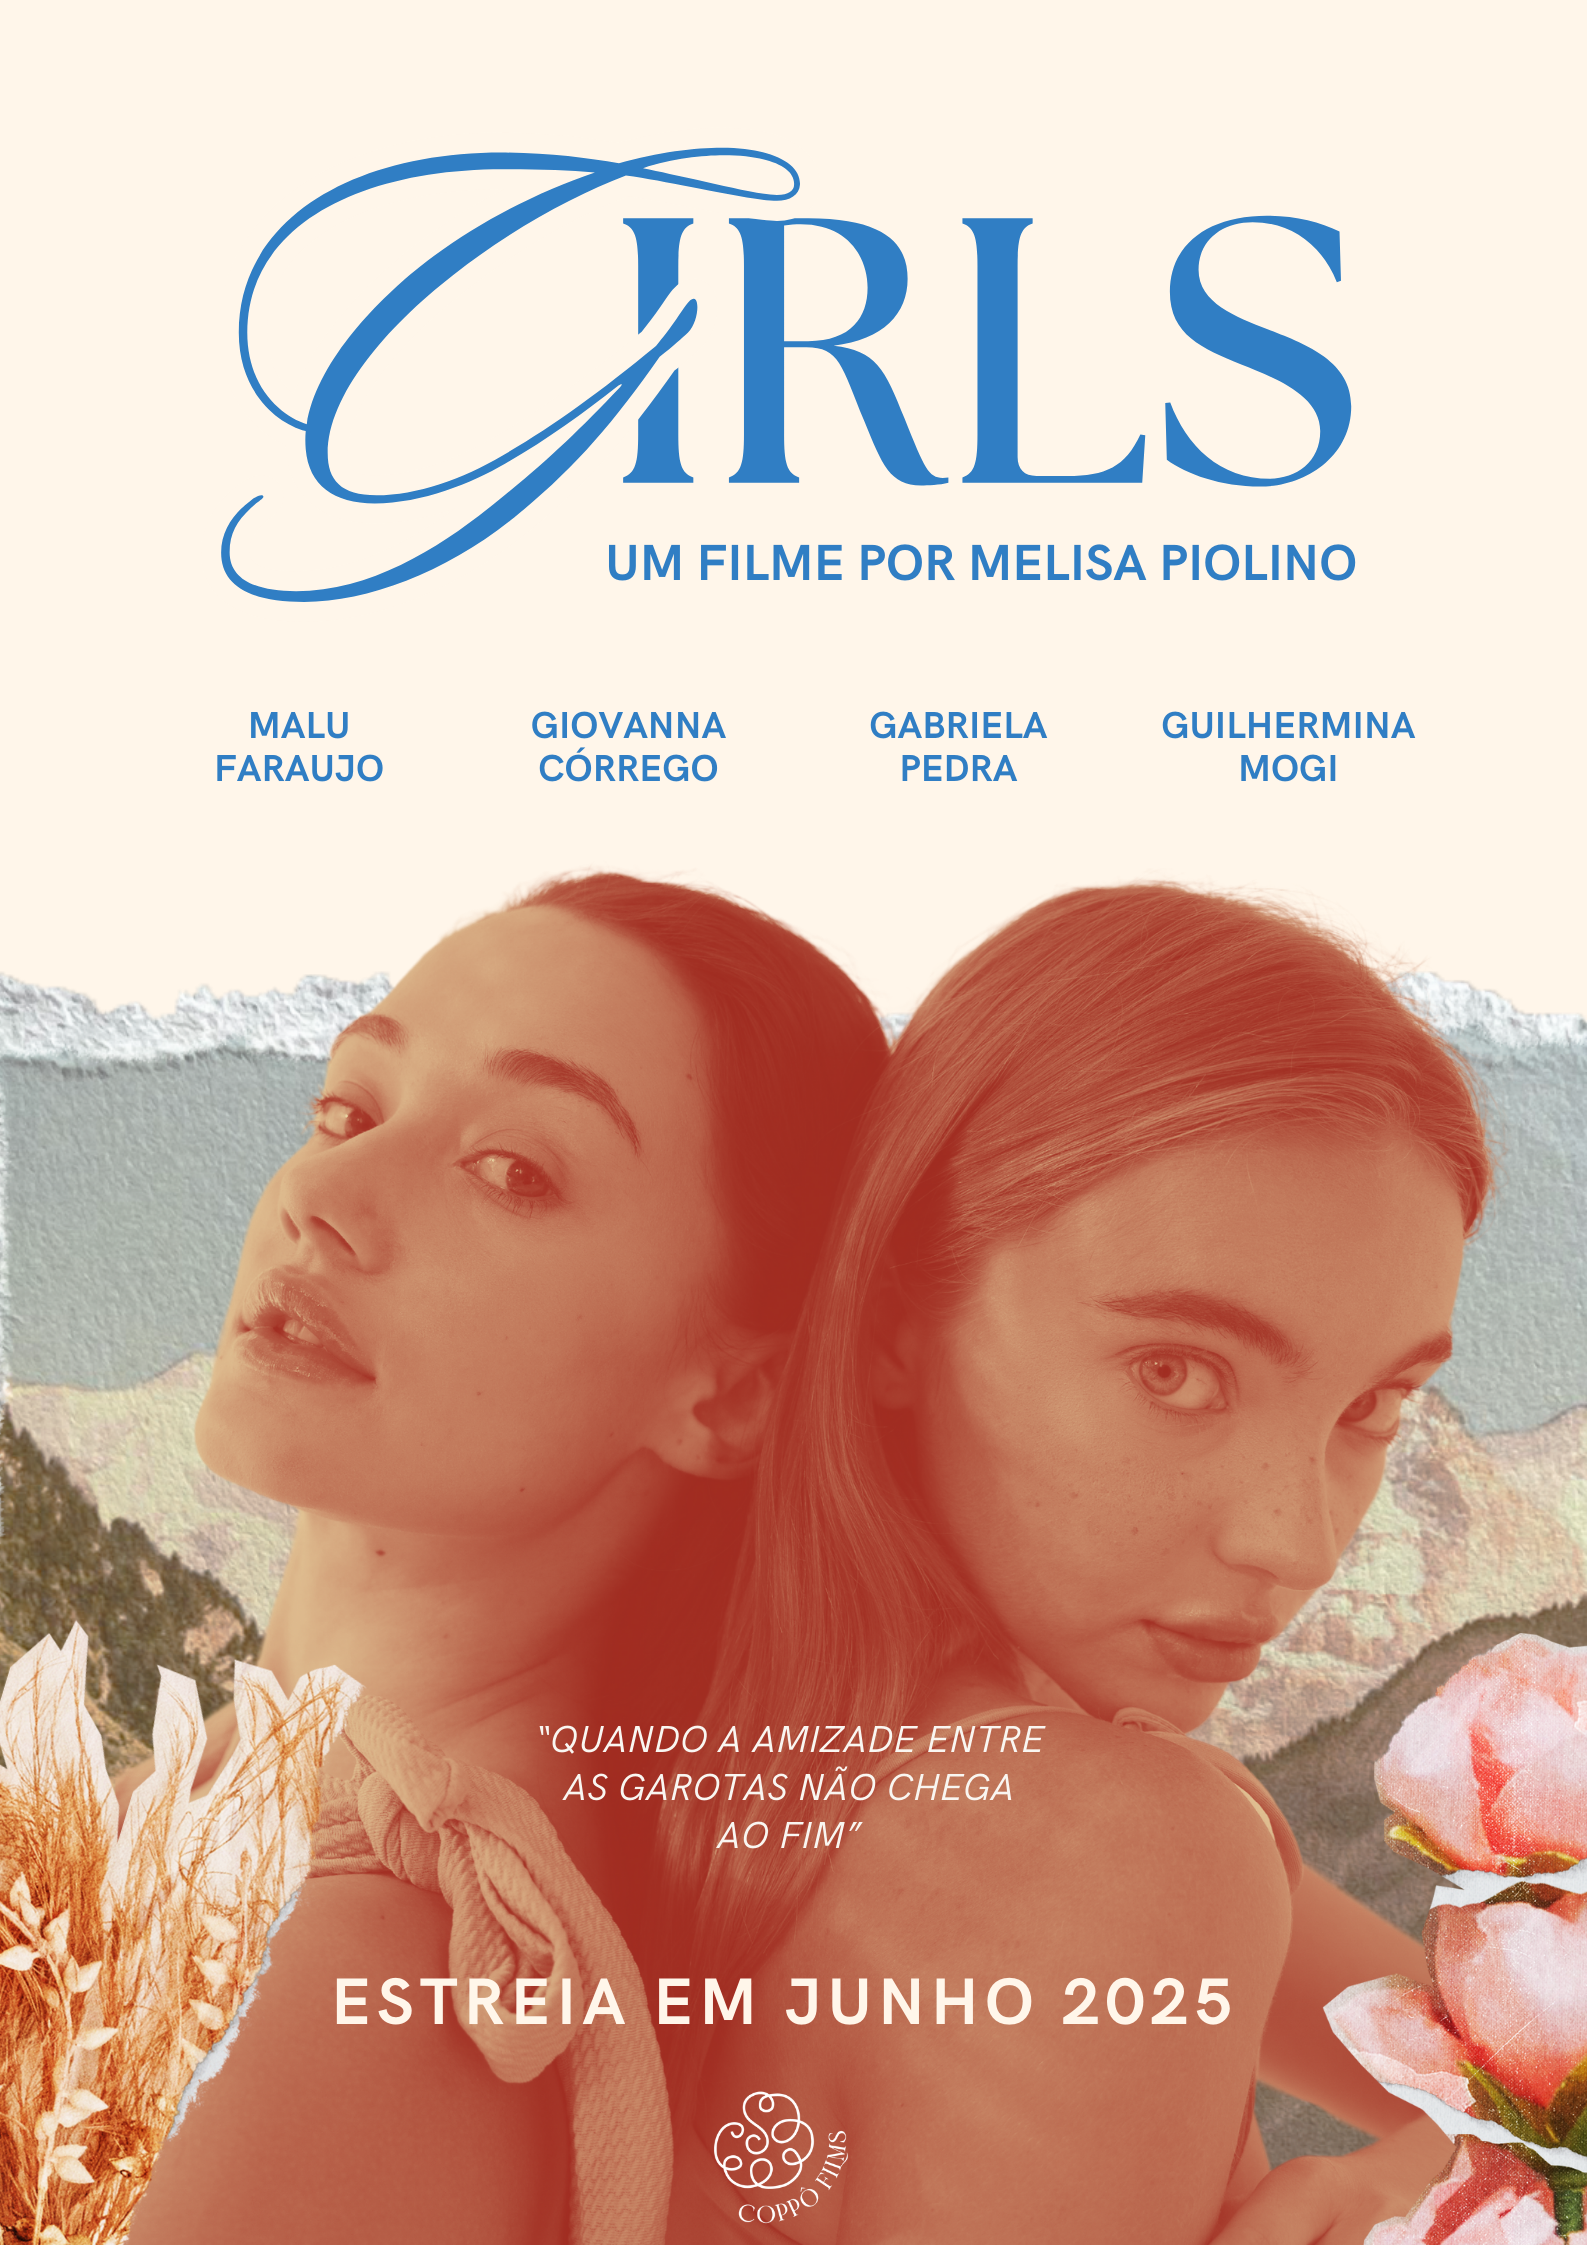 GIRLS
UM FILME POR MELISA PIOLINO
MALU
FARAUJO
GIOVANNA
CÓRREGO
GABRIELA
PEDRA
GUILHERMINA
MOGI
“QUANDO A AMIZADE ENTRE
AS GAROTAS NÃO CHEGA
AO FIM”
ESTREIA EM JUNHO 2025
COPPÔ FILMS